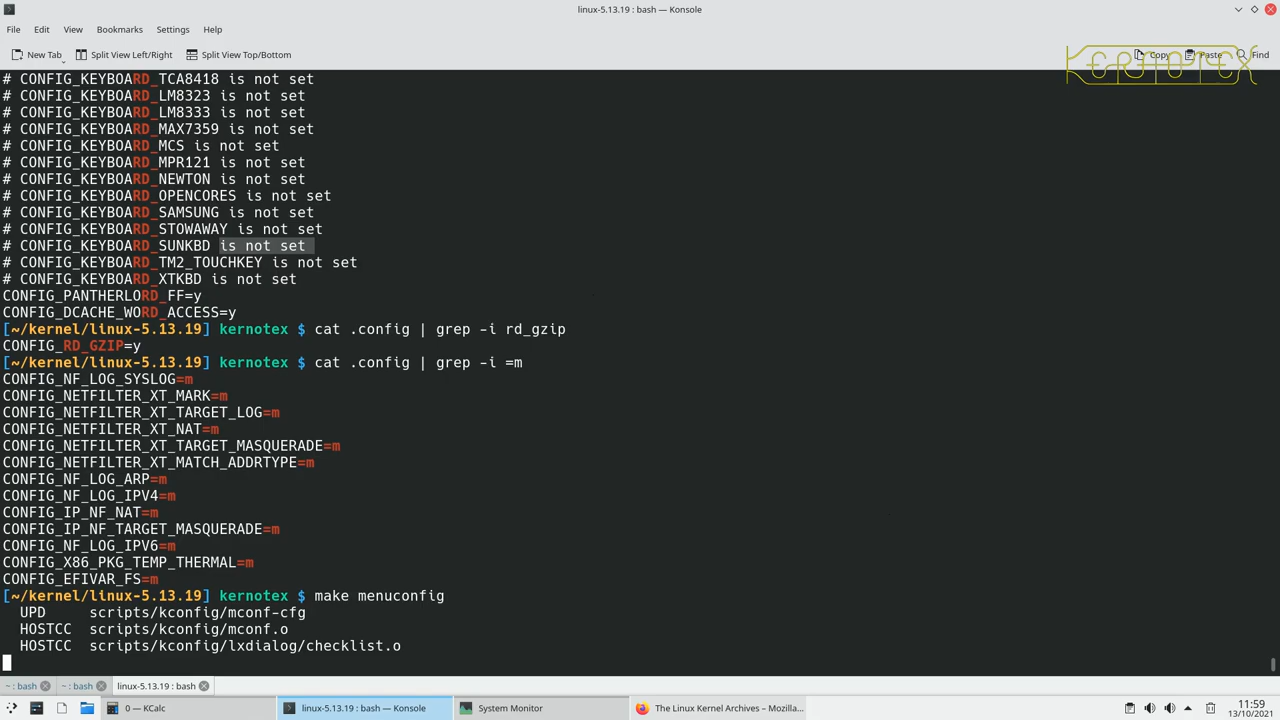 linux-5.13.19 : bash — Konsole
File Edit View Bookmarks Settings Help
New Tab Split View Left/Right Split View Top/Bottom Copy Paste Find
KERNOTEX
# CONFIG_KEYBOARD_TCA8418 is not set
# CONFIG_KEYBOARD_LM8323 is not set
# CONFIG_KEYBOARD_LM8333 is not set
# CONFIG_KEYBOARD_MAX7359 is not set
# CONFIG_KEYBOARD_MCS is not set
# CONFIG_KEYBOARD_MPR121 is not set
# CONFIG_KEYBOARD_NEWTON is not set
# CONFIG_KEYBOARD_OPENCORES is not set
# CONFIG_KEYBOARD_SAMSUNG is not set
# CONFIG_KEYBOARD_STOWAWAY is not set
# CONFIG_KEYBOARD_SUNKBD is not set
# CONFIG_KEYBOARD_TM2_TOUCHKEY is not set
# CONFIG_KEYBOARD_XTKBD is not set
CONFIG_PANTHERLORD_FF=y
CONFIG_DCACHE_WORD_ACCESS=y
[~/kernel/linux-5.13.19] kernotex $ cat .config | grep -i rd_gzip
CONFIG_RD_GZIP=y
[~/kernel/linux-5.13.19] kernotex $ cat .config | grep -i =m
CONFIG_NF_LOG_SYSLOG=m
CONFIG_NETFILTER_XT_MARK=m
CONFIG_NETFILTER_XT_TARGET_LOG=m
CONFIG_NETFILTER_XT_NAT=m
CONFIG_NETFILTER_XT_TARGET_MASQUERADE=m
CONFIG_NETFILTER_XT_MATCH_ADDRTYPE=m
CONFIG_NF_LOG_ARP=m
CONFIG_NF_LOG_IPV4=m
CONFIG_IP_NF_NAT=m
CONFIG_IP_NF_TARGET_MASQUERADE=m
CONFIG_NF_LOG_IPV6=m
CONFIG_X86_PKG_TEMP_THERMAL=m
CONFIG_EFIVAR_FS=m
[~/kernel/linux-5.13.19] kernotex $ make menuconfig
UPD scripts/kconfig/mconf-cfg
HOSTCC scripts/kconfig/mconf.o
HOSTCC scripts/kconfig/lxdialog/checklist.o
~ : bash ~ : bash linux-5.13.19 : bash
0 — KCalc linux-5.13.19 : bash — Konsole System Monitor The Linux Kernel Archives – Mozilla... 11:59
13/10/2021